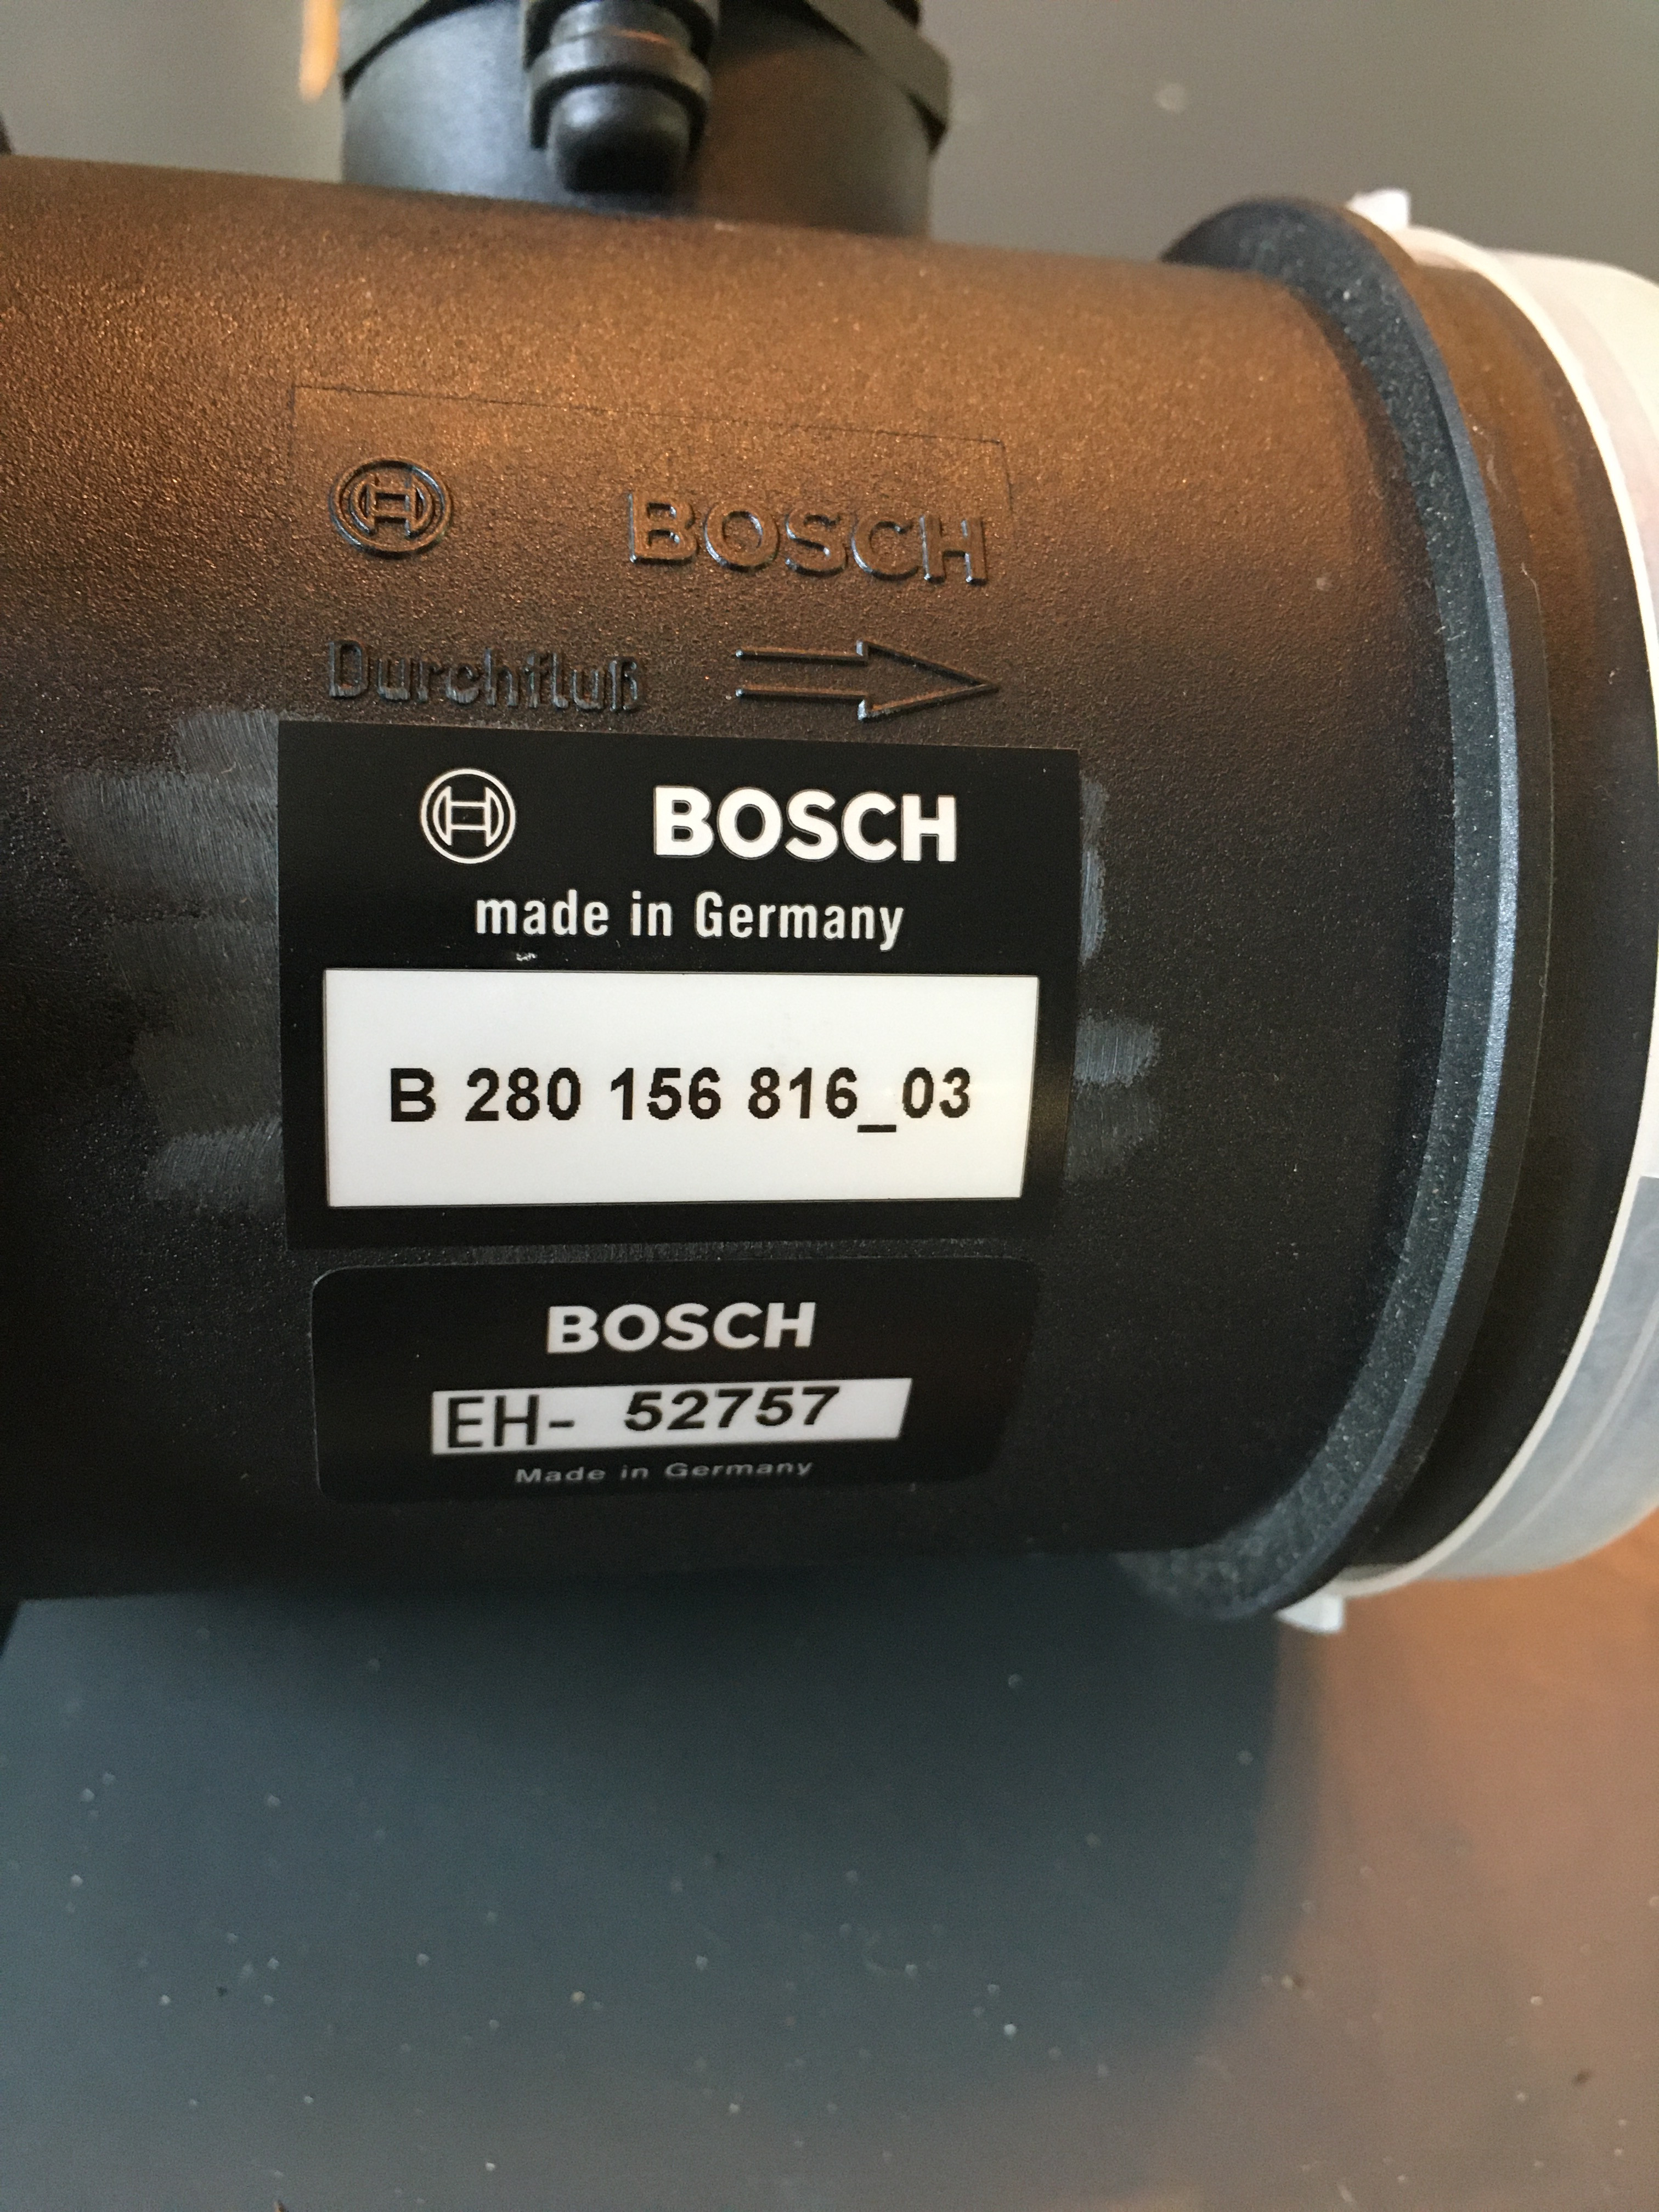 BOSCH
Durchfluß
BOSCH
made in Germany
B 280 156 816_03
BOSCH
EH- 52757
Made in Germany